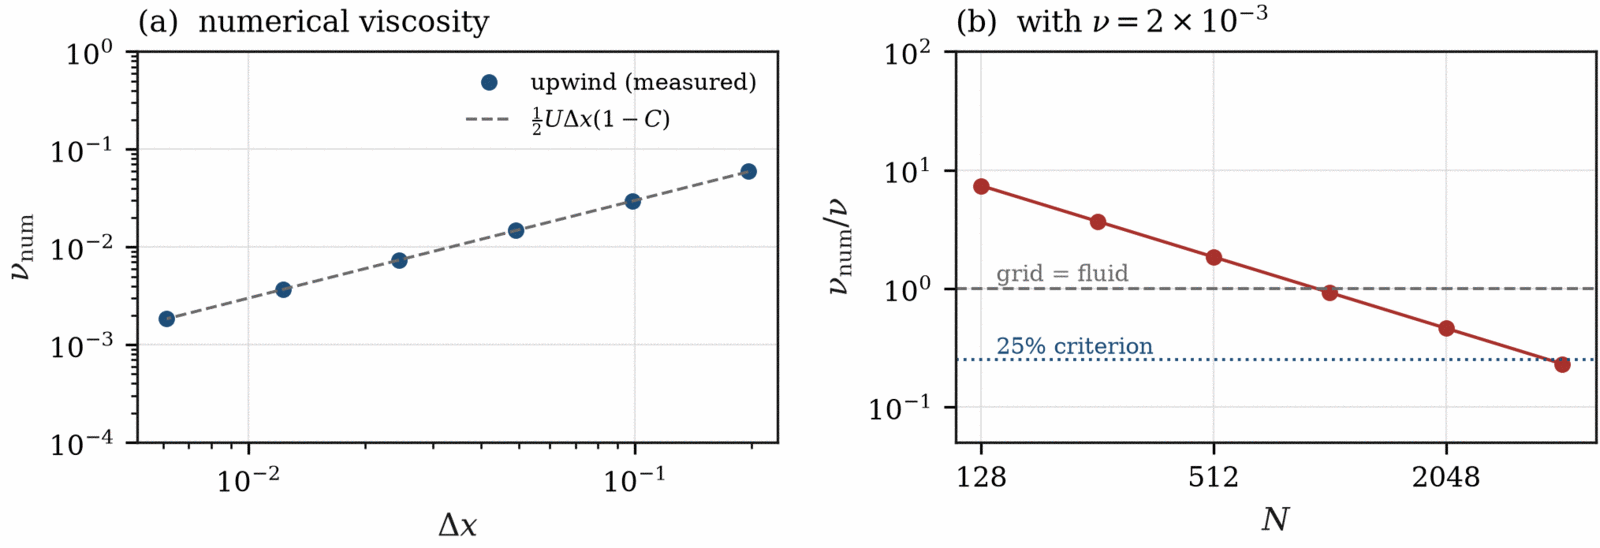 (a) numerical viscosity
10⁰
10⁻¹
10⁻²
10⁻³
10⁻⁴
ν_num
upwind (measured)
½UΔx(1 − C)
10⁻²
10⁻¹
Δx
(b) with ν = 2 × 10⁻³
10²
10¹
10⁰
10⁻¹
ν_num/ν
grid = fluid
25% criterion
128
512
2048
N